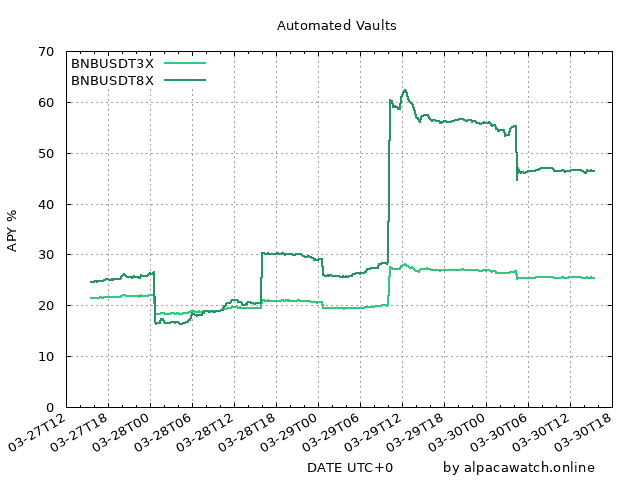 Automated Vaults
BNBUSDT3X
BNBUSDT8X
APY %
70
60
50
40
30
20
10
0
03-27T12
03-27T18
03-28T00
03-28T06
03-28T12
03-28T18
03-29T00
03-29T06
03-29T12
03-29T18
03-30T00
03-30T06
03-30T12
03-30T18
DATE UTC+0
by alpacawatch.online